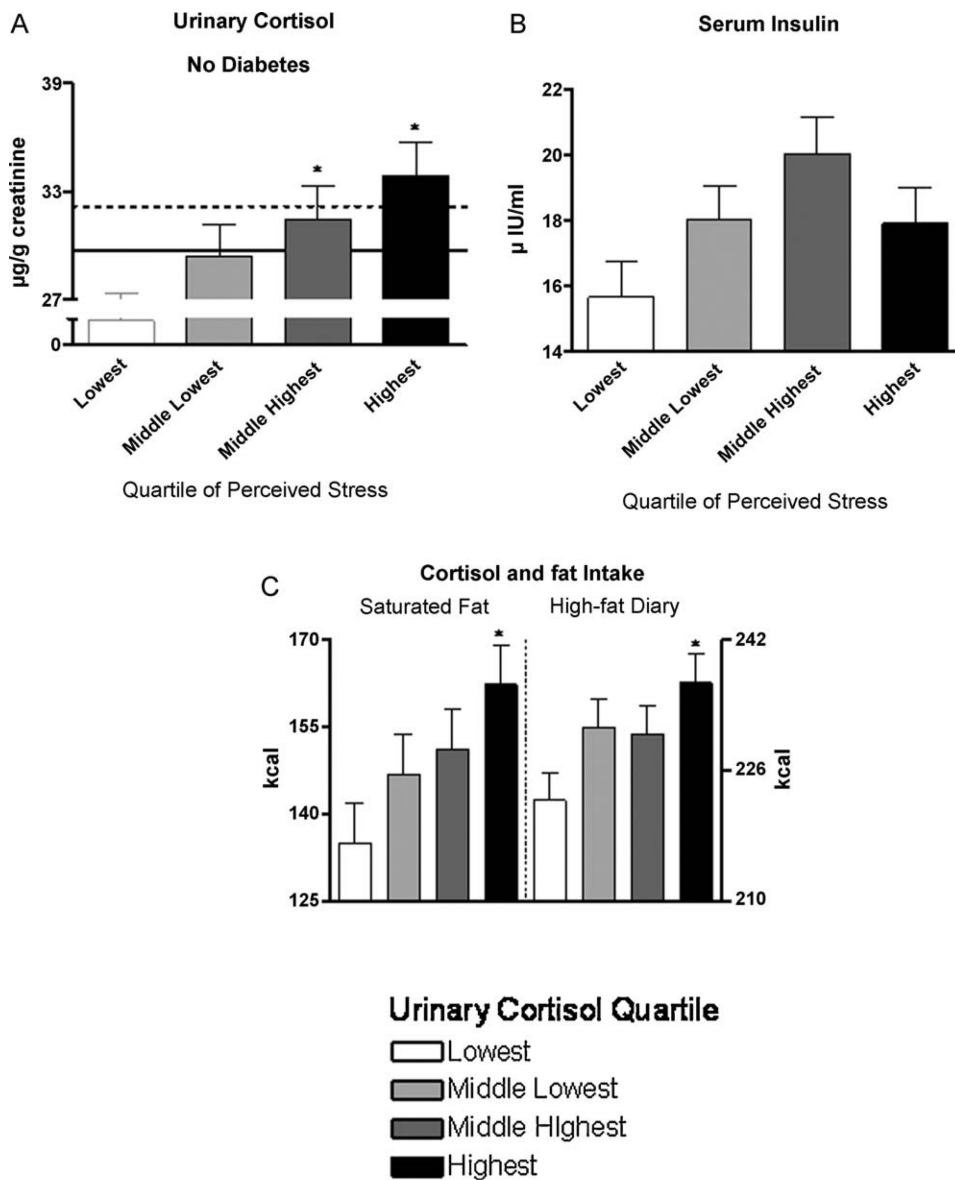 A
Urinary Cortisol
No Diabetes
39
33
27
0
µg/g creatinine
*
*
Lowest
Middle Lowest
Middle Highest
Highest
Quartile of Perceived Stress
B
Serum Insulin
22
20
18
16
14
µ IU/ml
Lowest
Middle Lowest
Middle Highest
Highest
Quartile of Perceived Stress
C
Cortisol and fat Intake
Saturated Fat
High-fat Diary
170
155
140
125
kcal
*
*
242
226
210
kcal
Urinary Cortisol Quartile
Lowest
Middle Lowest
Middle HIghest
Highest